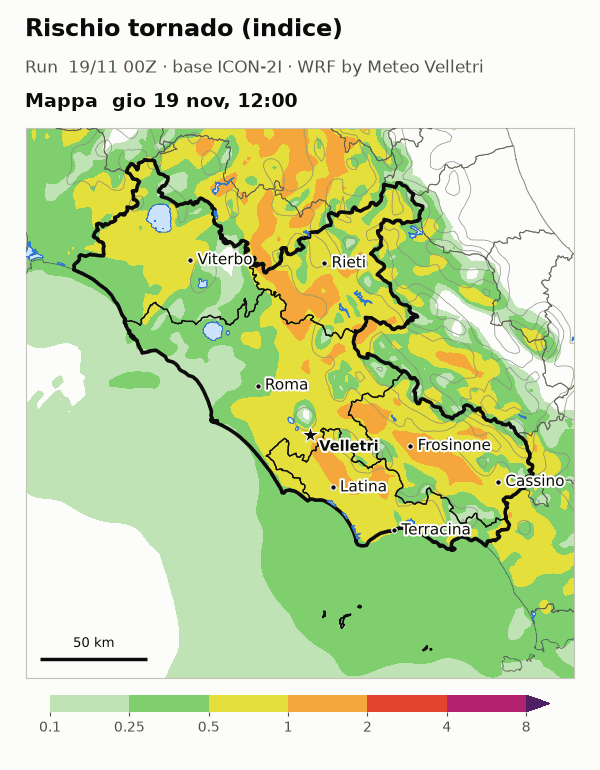 Rischio tornado (indice)
Run  19/11 00Z · base ICON-2I · WRF by Meteo Velletri
Mappa  gio 19 nov, 12:00
Viterbo
Rieti
Roma
Velletri
Frosinone
Latina
Cassino
Terracina
50 km
0.1 0.25 0.5 1 2 4 8